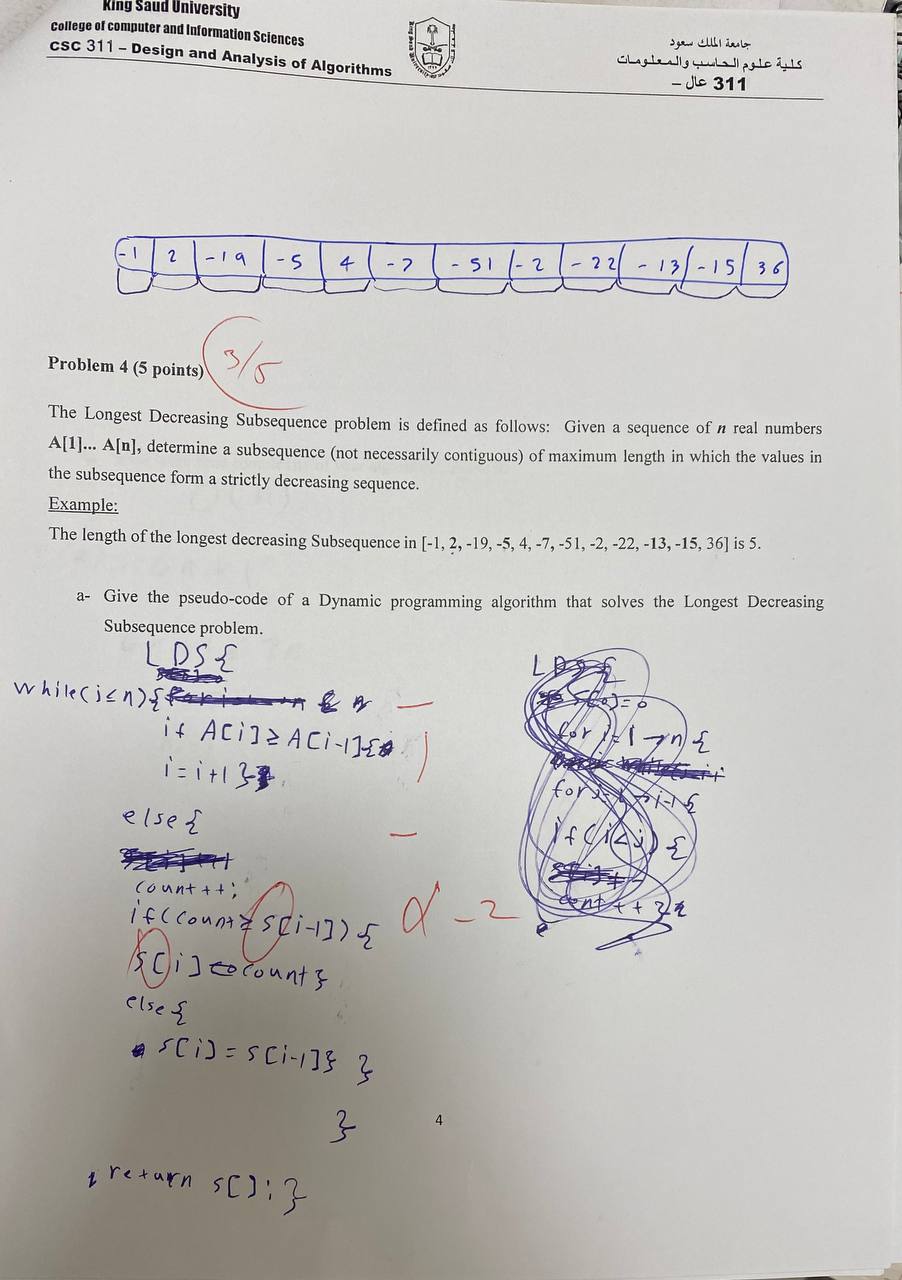 King Saud University
College of computer and Information Sciences
CSC 311 – Design and Analysis of Algorithms
جامعة الملك سعود
كلية علوم الحاسب والمعلومات
311 عال –
-1 2 -19 -5 4 -7 -51 -2 -22 -13 -15 36
Problem 4 (5 points) 3/5
The Longest Decreasing Subsequence problem is defined as follows: Given a sequence of n real numbers
A[1]... A[n], determine a subsequence (not necessarily contiguous) of maximum length in which the values in
the subsequence form a strictly decreasing sequence.
Example:
The length of the longest decreasing Subsequence in [-1, 2, -19, -5, 4, -7, -51, -2, -22, -13, -15, 36] is 5.
a- Give the pseudo-code of a Dynamic programming algorithm that solves the Longest Decreasing
Subsequence problem.
LDS{
while(i≤n){
if A[i]≥A[i-1]{
i=i+1}
else{
count++;
if(count≥S[i-1]){
S[i] count}
else{
S[i]=S[i-1]} }
}
return S[];}
-2
LDS{
S[0]=0
for i=1→n{
for j=1→i-1{
if(i<j) {
cont++}
4